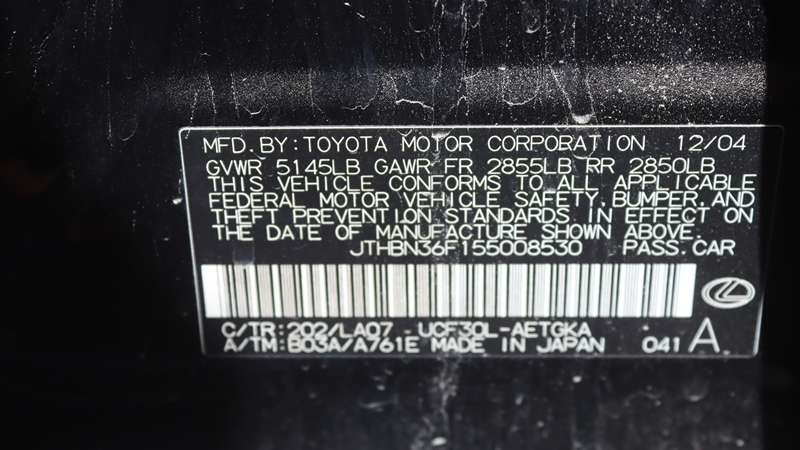 MFD. BY: TOYOTA MOTOR CORPORATION 12/04
GVWR 5145LB GAWR FR 2855LB RR 2850LB
THIS VEHICLE CONFORMS TO ALL APPLICABLE
FEDERAL MOTOR VEHICLE SAFETY, BUMPER, AND
THEFT PREVENTION STANDARDS IN EFFECT ON
THE DATE OF MANUFACTURE SHOWN ABOVE.
JTHBN36F155008530 PASS. CAR
C/TR: 202/LA07 UCF30L-AETGKA
A/TM: B03A/A761E MADE IN JAPAN 041 A